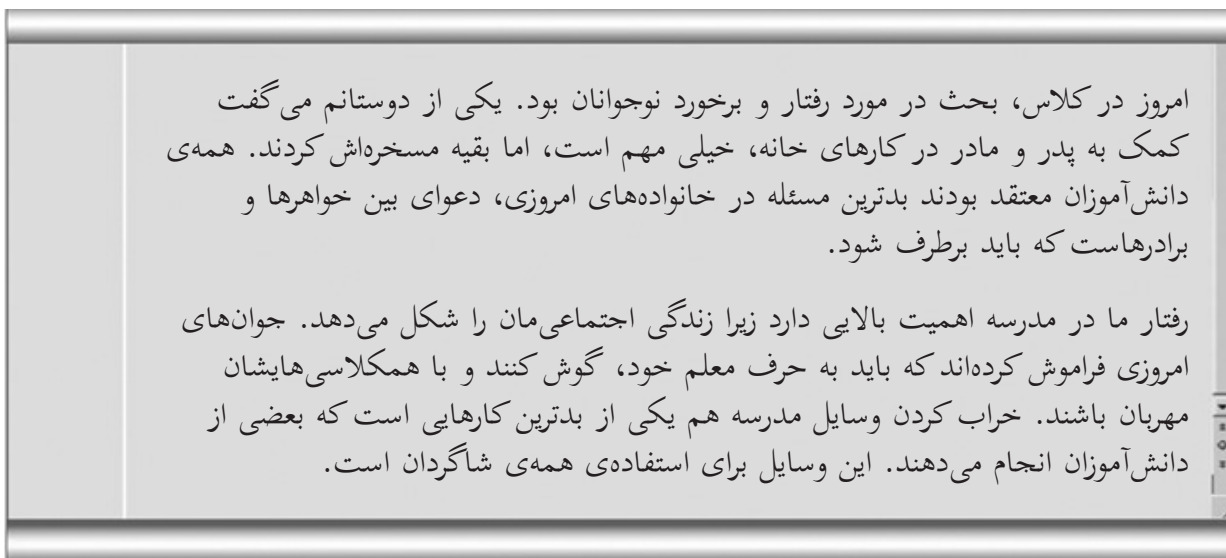 امروز در کلاس، بحث در مورد رفتار و برخورد نوجوانان بود. یکی از دوستانم می‌گفت
کمک به پدر و مادر در کارهای خانه، خیلی مهم است، اما بقیه مسخره‌اش کردند. همه‌ی
دانش‌آموزان معتقد بودند بدترین مسئله در خانواده‌های امروزی، دعوای بین خواهرها و
برادرهاست که باید برطرف شود.
رفتار ما در مدرسه اهمیت بالایی دارد زیرا زندگی اجتماعی‌مان را شکل می‌دهد. جوان‌های
امروزی فراموش کرده‌اند که باید به حرف معلم خود، گوش کنند و با همکلاسی‌هایشان
مهربان باشند. خراب کردن وسایل مدرسه هم یکی از بدترین کارهایی است که بعضی از
دانش‌آموزان انجام می‌دهند. این وسایل برای استفاده‌ی همه‌ی شاگردان است.